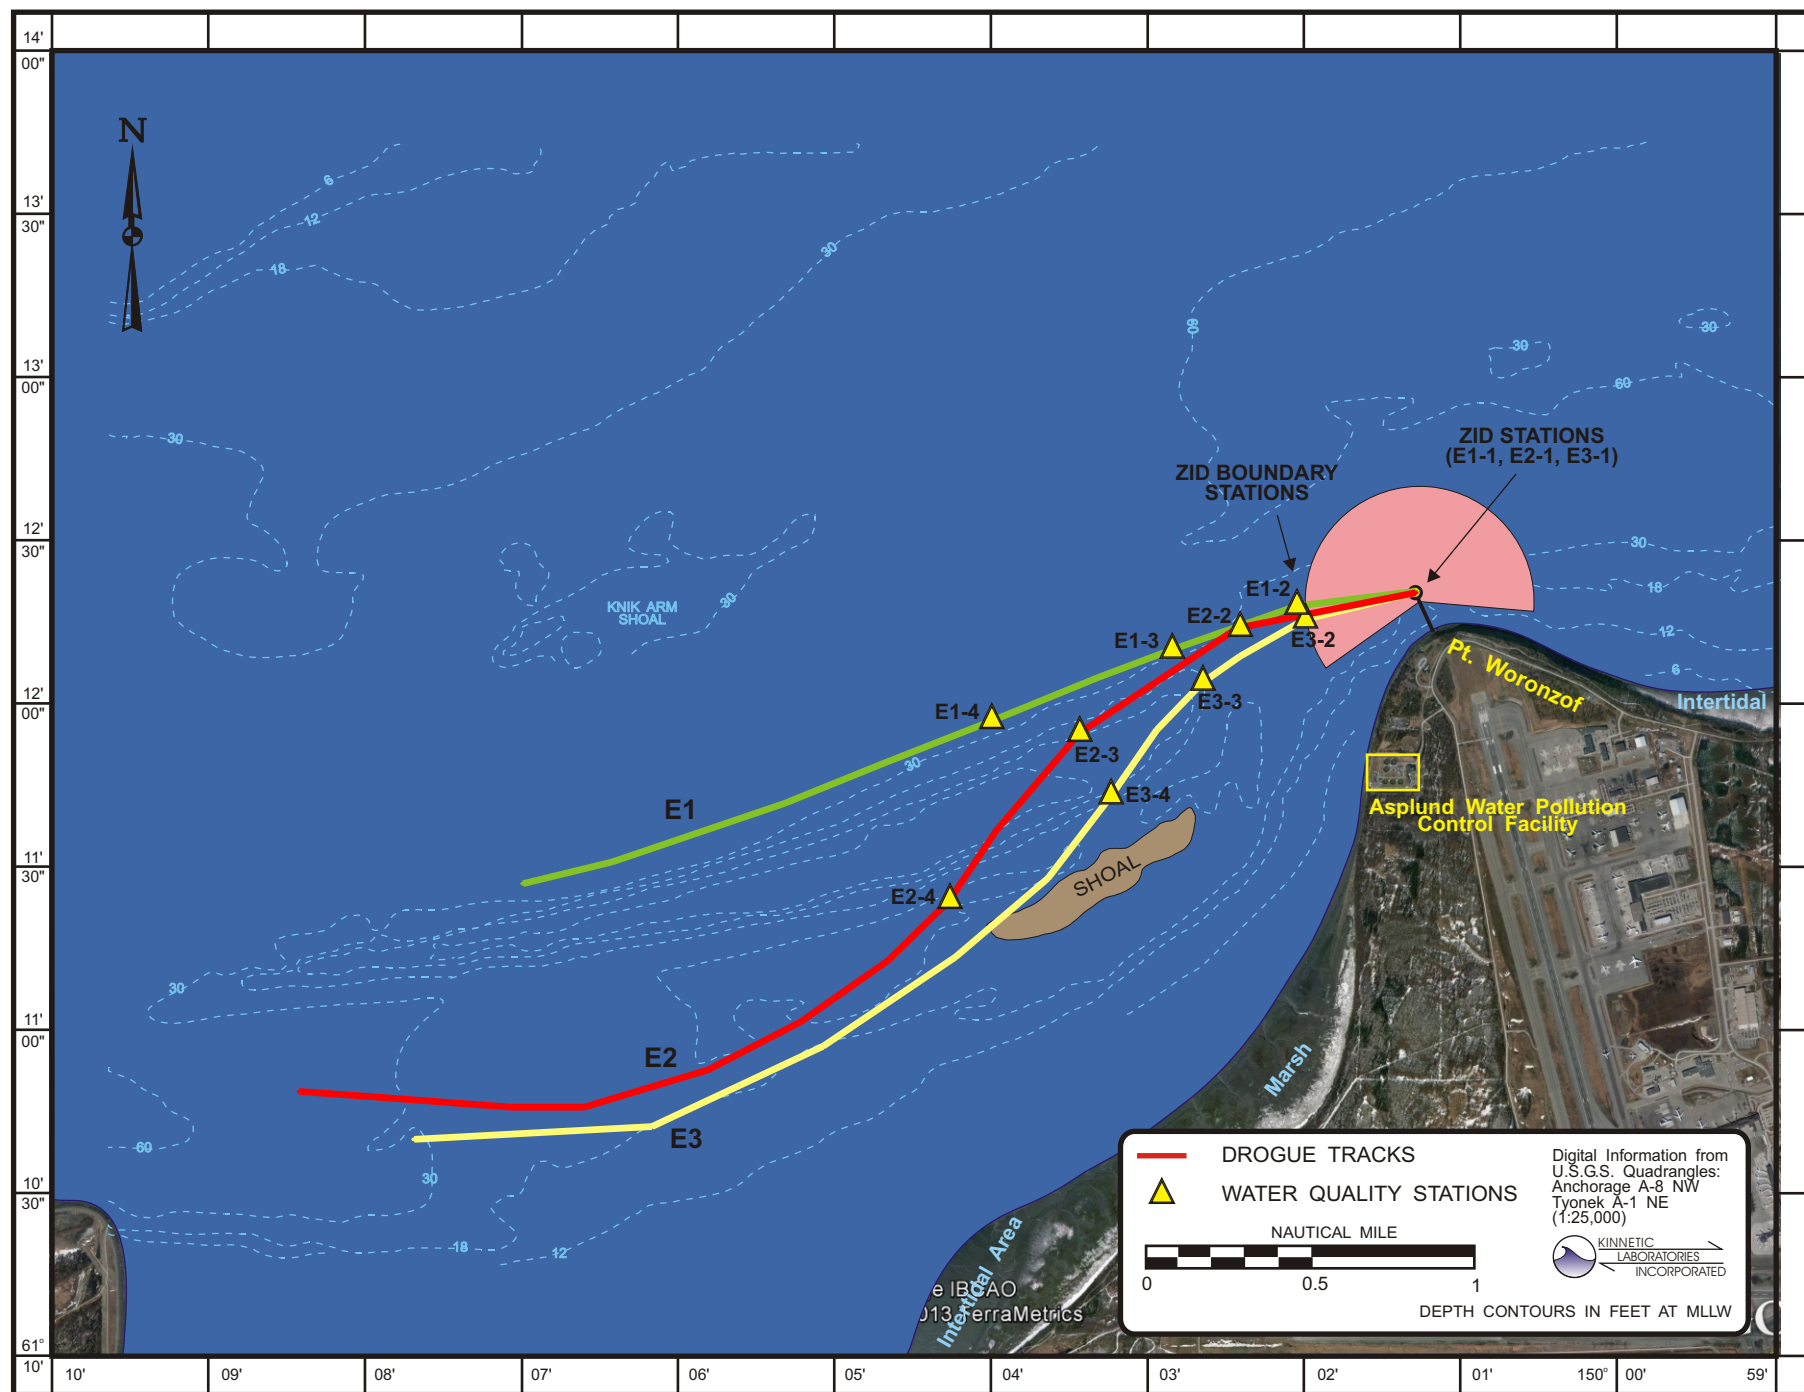 14'
00"
N
6
12
18
30
13'
30"
60
30
30
13'
00"
60
30
ZID STATIONS
(E1-1, E2-1, E3-1)
ZID BOUNDARY
STATIONS
12'
30"
30
18
12
6
KNIK ARM
SHOAL
30
E1-2
E2-2
E3-2
E1-3
E3-3
E1-4
E2-3
E3-4
E2-4
Pt. Woronzof
Intertidal
12'
00"
30
E1
Asplund Water Pollution
Control Facility
SHOAL
11'
30"
30
11'
00"
E2
E3
Marsh
60
30
10'
30"
18
12
Intertidal Area
e IBCAO
013 TerraMetrics
DROGUE TRACKS
WATER QUALITY STATIONS
NAUTICAL MILE
0
0.5
1
Digital Information from
U.S.G.S. Quadrangles:
Anchorage A-8 NW
Tyonek A-1 NE
(1:25,000)
KINNETIC
LABORATORIES
INCORPORATED
DEPTH CONTOURS IN FEET AT MLLW
61°
10'
10'
09'
08'
07'
06'
05'
04'
03'
02'
01'
150° 00'
59'